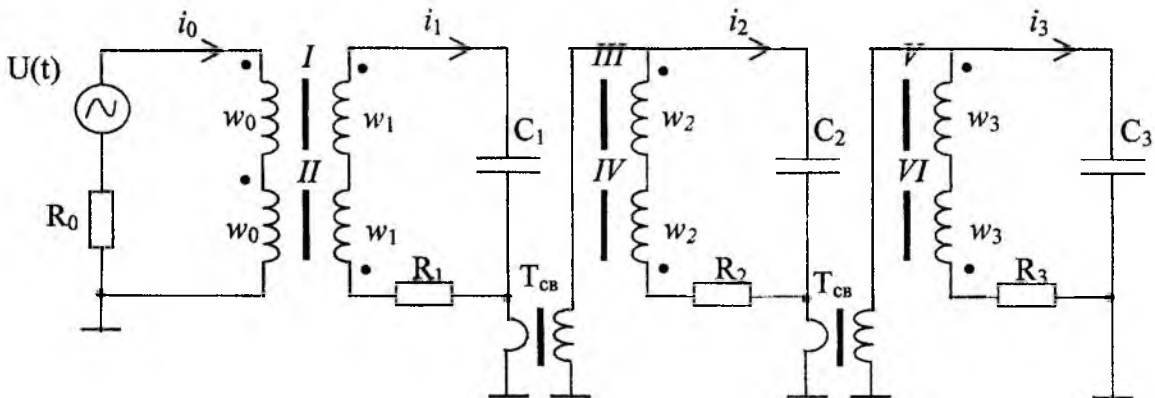 i₀ i₁ i₂ i₃
U(t) I III V
w₀ w₁ w₂ w₃
C₁ C₂ C₃
II IV VI
R₀ w₀ w₁ w₂ w₃
R₁ R₂ R₃
Tсв Tсв